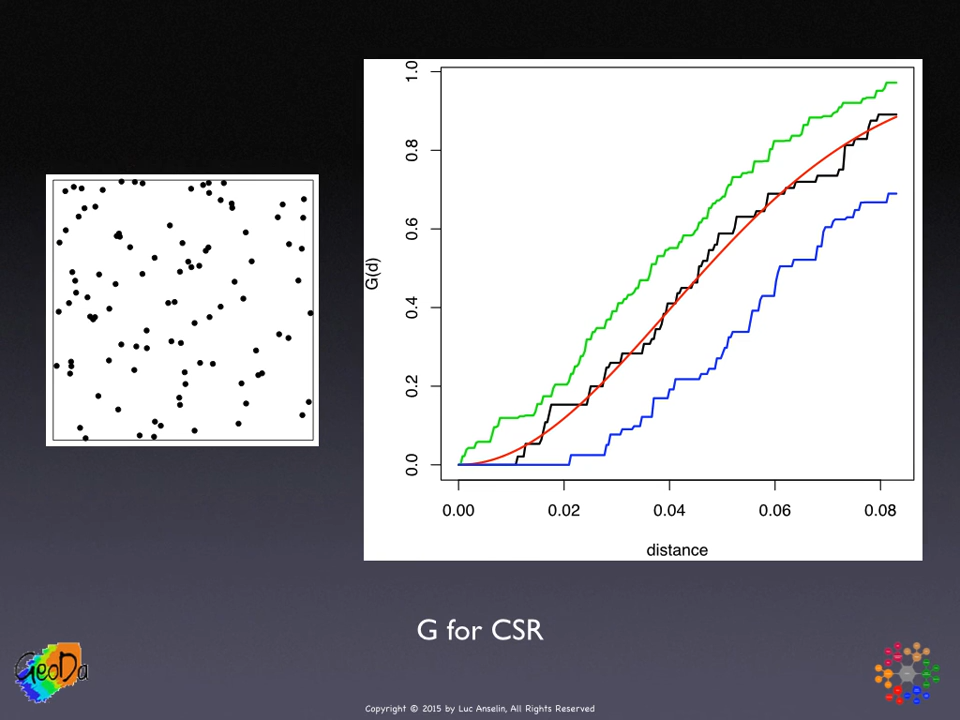 1.0
0.8
0.6
0.4
0.2
0.0
G(d)
0.00 0.02 0.04 0.06 0.08
distance
G for CSR
GeoDa
Copyright © 2015 by Luc Anselin, All Rights Reserved